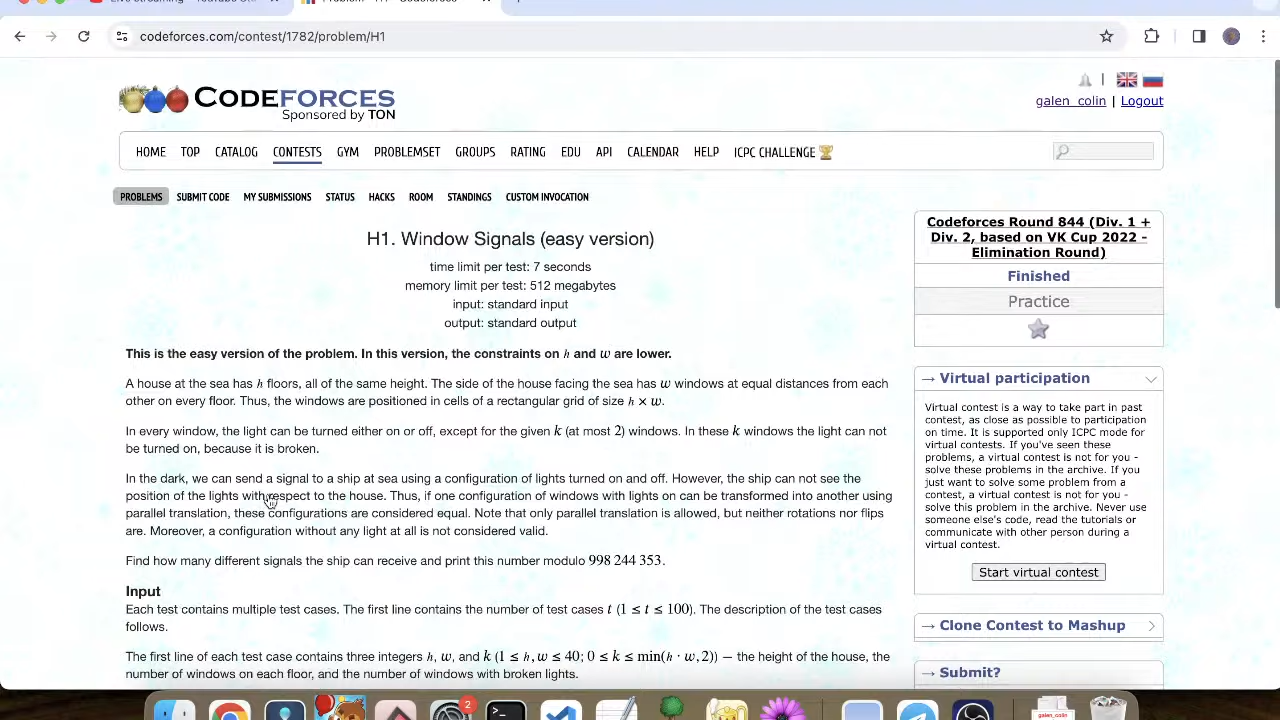 codeforces.com/contest/1782/problem/H1
CODEFORCES
Sponsored by TON
galen_colin | Logout
HOME TOP CATALOG CONTESTS GYM PROBLEMSET GROUPS RATING EDU API CALENDAR HELP ICPC CHALLENGE
PROBLEMS SUBMIT CODE MY SUBMISSIONS STATUS HACKS ROOM STANDINGS CUSTOM INVOCATION
H1. Window Signals (easy version)
time limit per test: 7 seconds
memory limit per test: 512 megabytes
input: standard input
output: standard output
This is the easy version of the problem. In this version, the constraints on h and w are lower.
A house at the sea has h floors, all of the same height. The side of the house facing the sea has w windows at equal distances from each
other on every floor. Thus, the windows are positioned in cells of a rectangular grid of size h × w.
In every window, the light can be turned either on or off, except for the given k (at most 2) windows. In these k windows the light can not
be turned on, because it is broken.
In the dark, we can send a signal to a ship at sea using a configuration of lights turned on and off. However, the ship can not see the
position of the lights with respect to the house. Thus, if one configuration of windows with lights on can be transformed into another using
parallel translation, these configurations are considered equal. Note that only parallel translation is allowed, but neither rotations nor flips
are. Moreover, a configuration without any light at all is not considered valid.
Find how many different signals the ship can receive and print this number modulo 998 244 353.
Input
Each test contains multiple test cases. The first line contains the number of test cases t (1 ≤ t ≤ 100). The description of the test cases
follows.
The first line of each test case contains three integers h, w, and k (1 ≤ h, w ≤ 40; 0 ≤ k ≤ min(h · w, 2)) – the height of the house, the
number of windows on each floor, and the number of windows with broken lights.
Codeforces Round 844 (Div. 1 +
Div. 2, based on VK Cup 2022 -
Elimination Round)
Finished
Practice
→ Virtual participation
Virtual contest is a way to take part in past
contest, as close as possible to participation
on time. It is supported only ICPC mode for
virtual contests. If you've seen these
problems, a virtual contest is not for you -
solve these problems in the archive. If you
just want to solve some problem from a
contest, a virtual contest is not for you -
solve this problem in the archive. Never use
someone else's code, read the tutorials or
communicate with other person during a
virtual contest.
Start virtual contest
→ Clone Contest to Mashup
→ Submit?
2
galen_colin